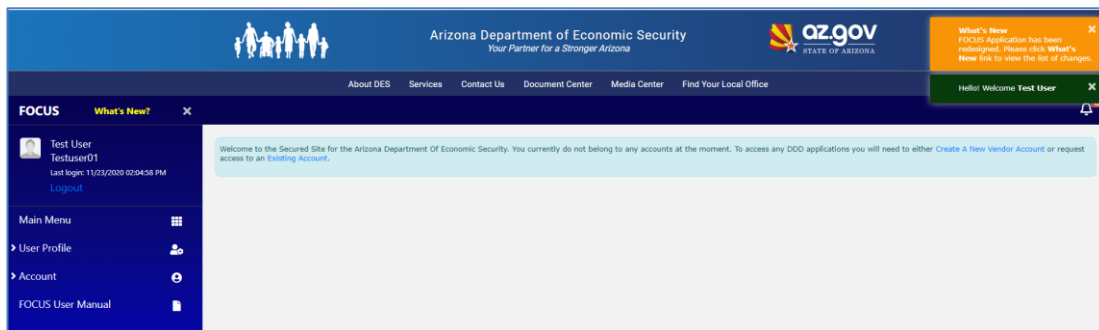 Arizona Department of Economic Security
Your Partner for a Stronger Arizona
az.gov
STATE OF ARIZONA
What's New
FOCUS Application has been
redesigned. Please click What's
New link to view the list of changes.
Hello! Welcome Test User
About DES Services Contact Us Document Center Media Center Find Your Local Office
FOCUS What's New?
Test User
Testuser01
Last login: 11/23/2020 02:04:58 PM
Logout
Welcome to the Secured Site for the Arizona Department Of Economic Security. You currently do not belong to any accounts at the moment. To access any DDD applications you will need to either Create A New Vendor Account or request
access to an Existing Account.
Main Menu
User Profile
Account
FOCUS User Manual